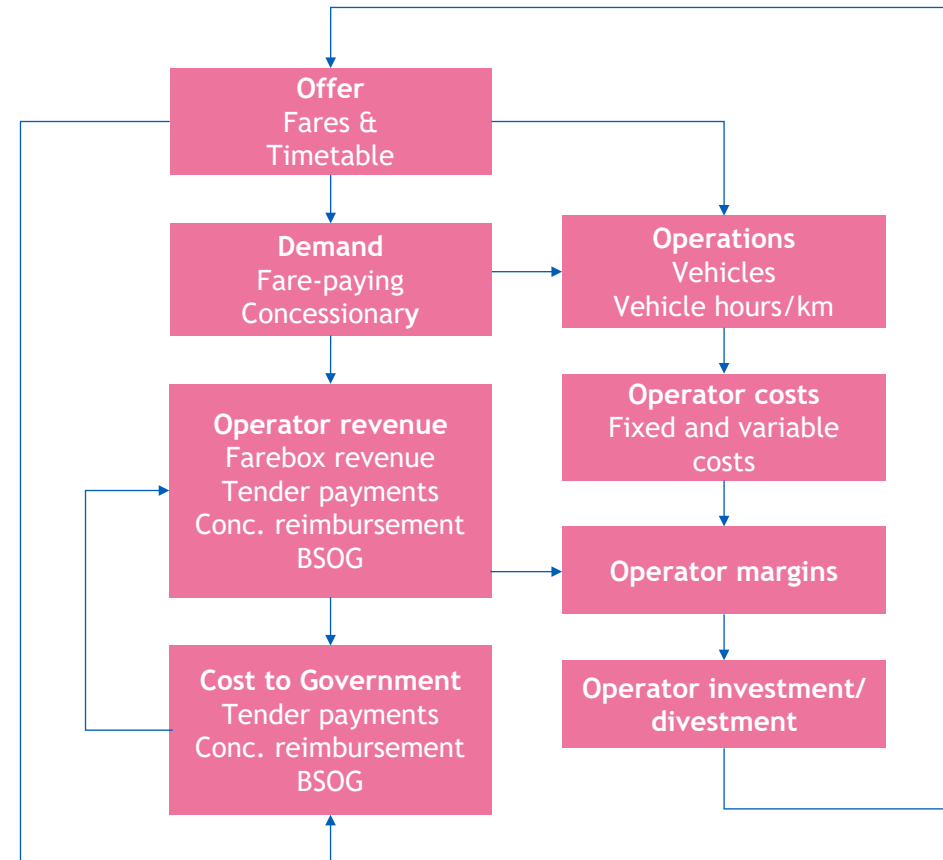 Offer
Fares &
Timetable
Demand
Fare-paying
Concessionary
Operations
Vehicles
Vehicle hours/km
Operator revenue
Farebox revenue
Tender payments
Conc. reimbursement
BSOG
Operator costs
Fixed and variable
costs
Operator margins
Cost to Government
Tender payments
Conc. reimbursement
BSOG
Operator investment/
divestment